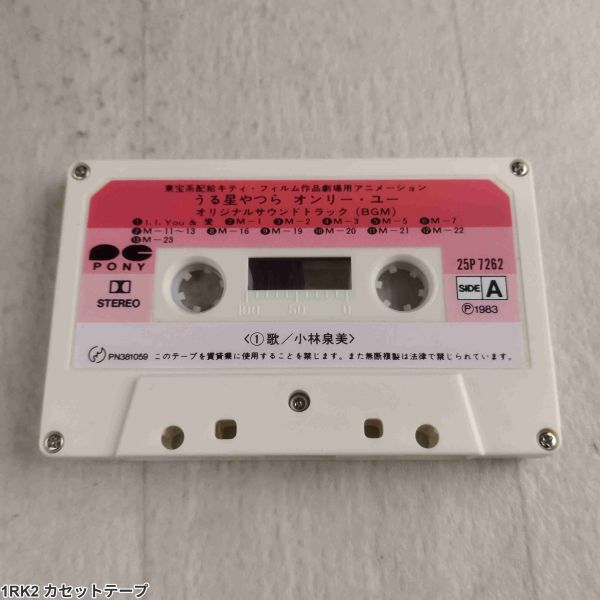 東宝系配給キティ・フィルム作品劇場用アニメーション
うる星やつら オンリー・ユー
オリジナルサウンドトラック (BGM)
❶I, I, You & 愛 ❷M-1 ❸M-2 ❹M-3 ❺M-6 ❻M-7
❼M-11~13 ❽M-16 ❾M-19 ❿M-20 ⓫M-21 ⓬M-22
⓭M-23
PONY
25P7262
STEREO
SIDE A
Ⓟ1983
100 50 0
〈①歌/小林泉美〉
PN381059 このテープを賃貸業に使用することを禁じます。また無断複製は法律で禁じられています。
1RK2 カセットテープ